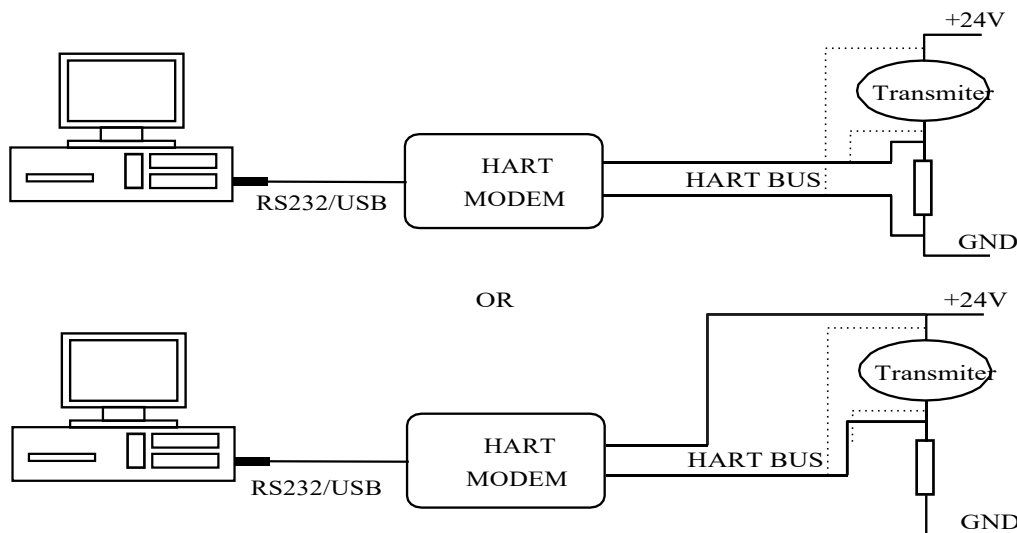 +24V
Transmiter
HART
MODEM
HART BUS
RS232/USB
GND
OR
+24V
Transmiter
HART
MODEM
HART BUS
RS232/USB
GND